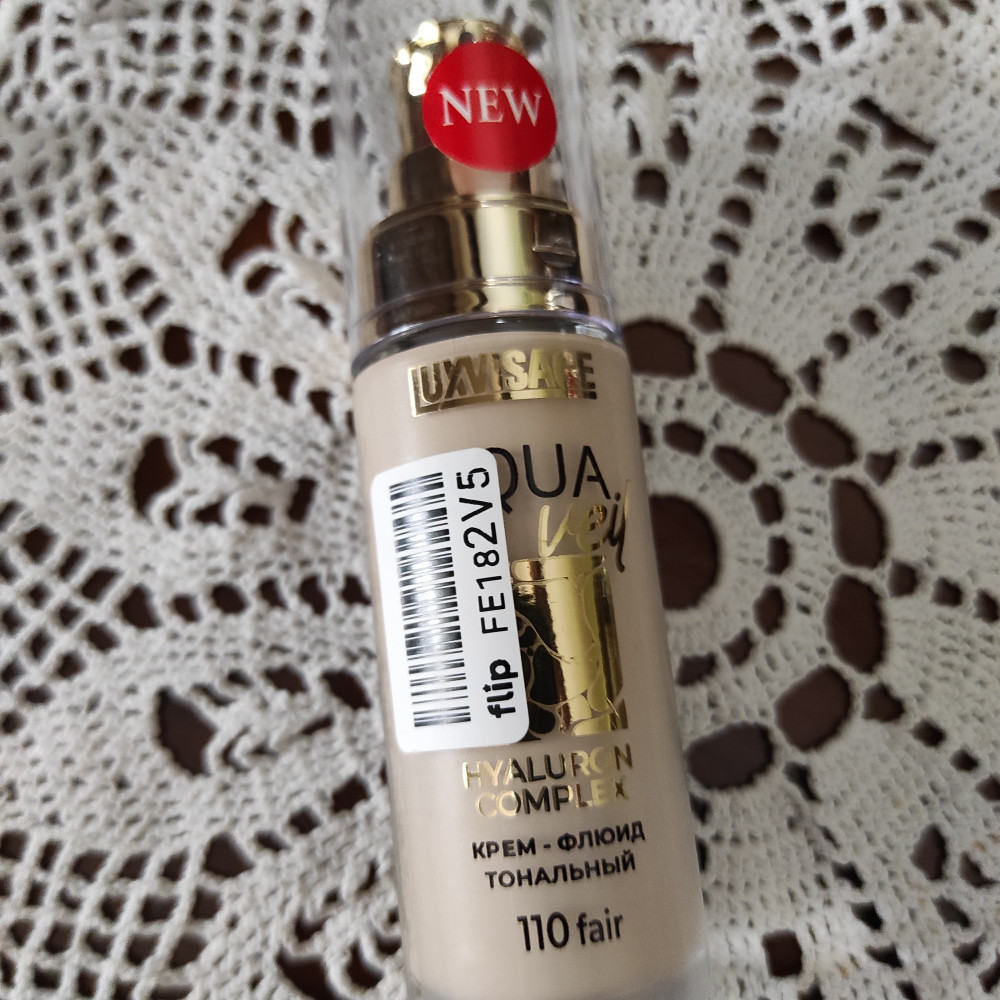 NEW
LUXVISAGE
QUA
veil
flip FE182V5
HYALURON
COMPLEX
КРЕМ - ФЛЮИД
ТОНАЛЬНЫЙ
110 fair